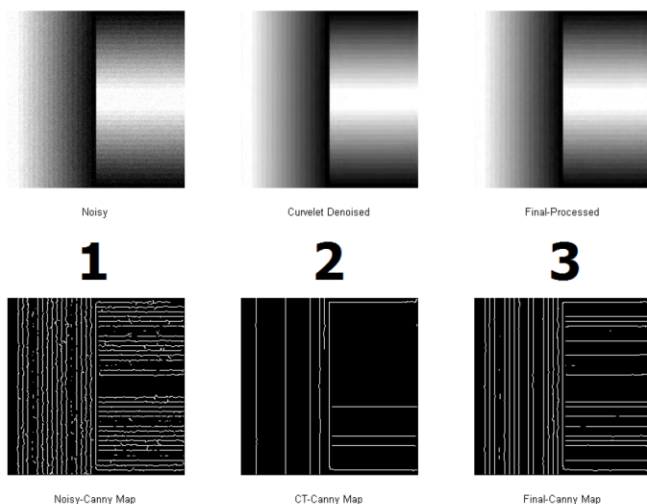 Noisy Curvelet Denoised Final-Processed
1 2 3
Noisy-Canny Map CT-Canny Map Final-Canny Map